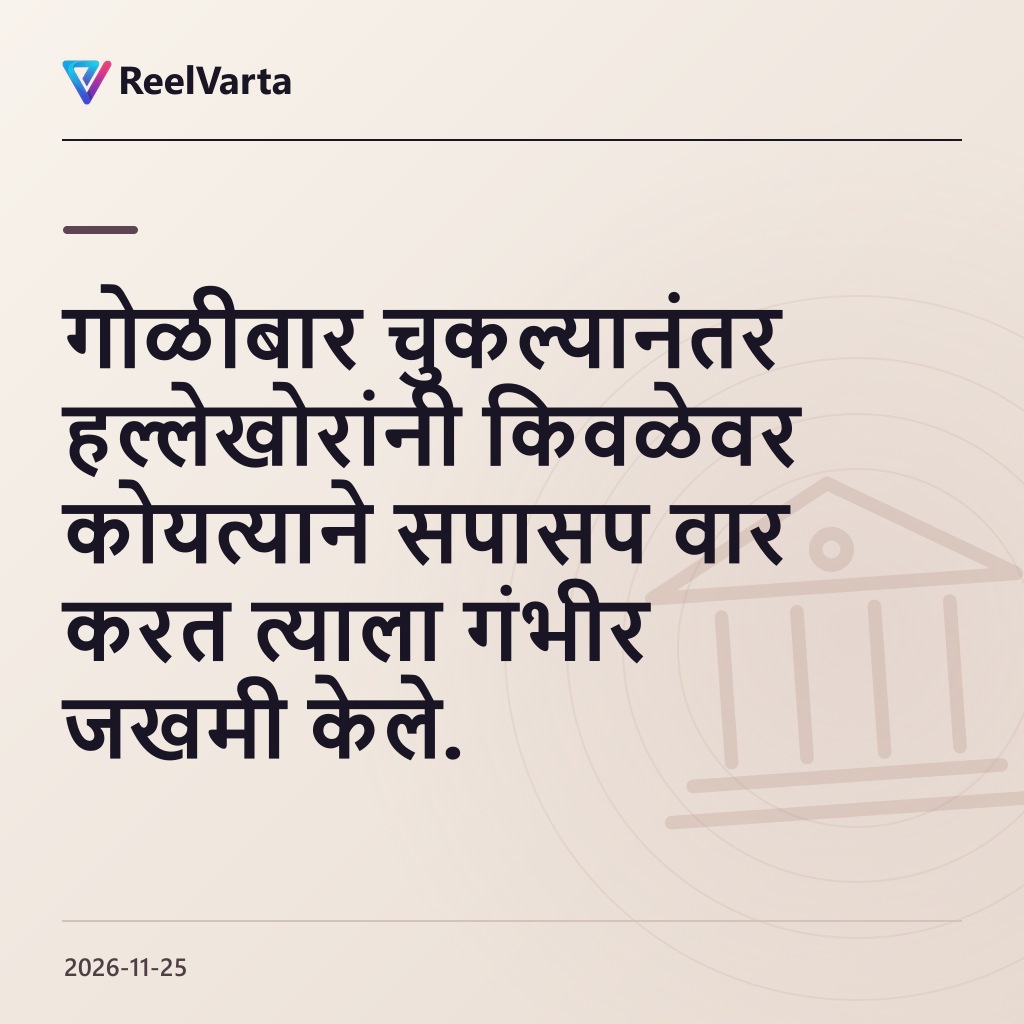 ReelVarta
गोळीबार चुकल्यानंतर
हल्लेखोरांनी किवळेवर
कोयत्याने सपासप वार
करत त्याला गंभीर
जखमी केले.
2026-11-25